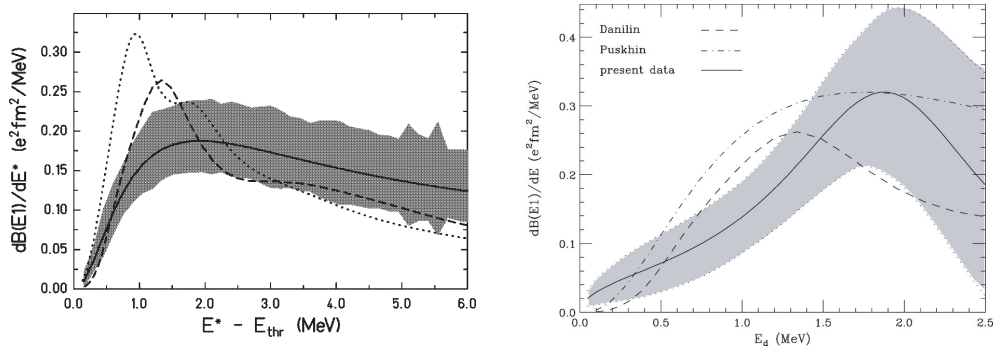 dB(E1)/dE* (e²fm²/MeV)
0.30
0.25
0.20
0.15
0.10
0.05
0.00
0.0 1.0 2.0 3.0 4.0 5.0 6.0
E* - Ethr (MeV)
dB(E1)/dE (e²fm²/MeV)
0.4
0.3
0.2
0.1
0.0
Danilin
Puskhin
present data
0.0 0.5 1.0 1.5 2.0 2.5
E_d (MeV)